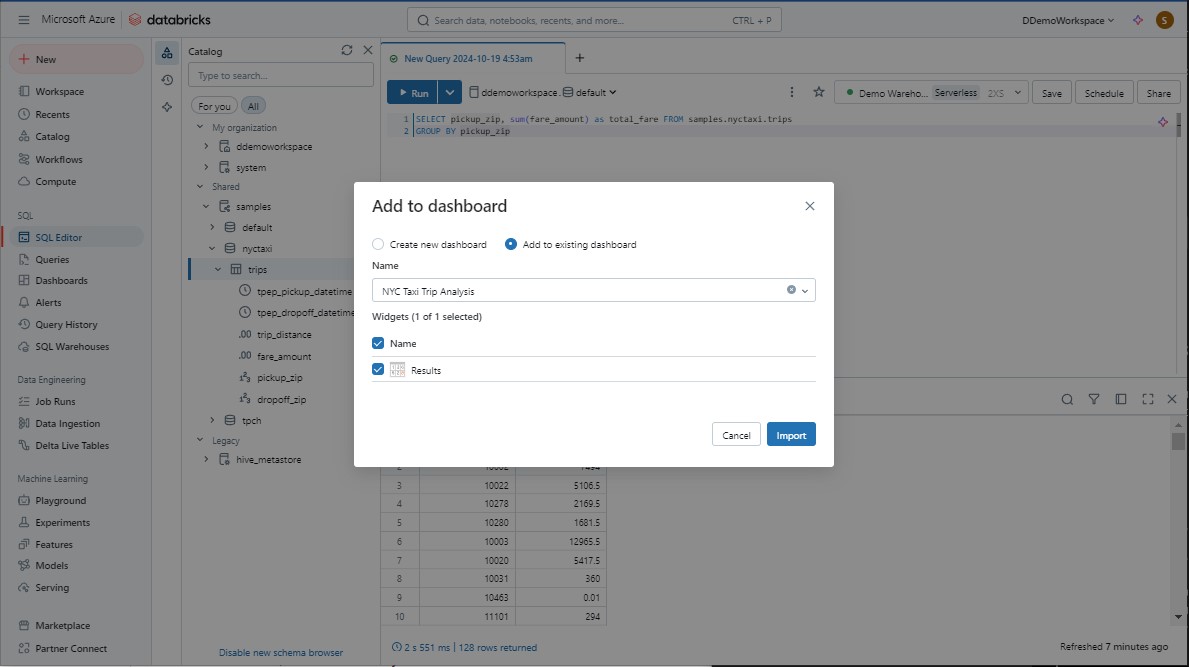 Microsoft Azure databricks
Search data, notebooks, recents, and more... CTRL + P
DDemoWorkspace S
New
Workspace
Recents
Catalog
Workflows
Compute
SQL
SQL Editor
Queries
Dashboards
Alerts
Query History
SQL Warehouses
Data Engineering
Job Runs
Data Ingestion
Delta Live Tables
Machine Learning
Playground
Experiments
Features
Models
Serving
Marketplace
Partner Connect
Catalog
Type to search...
For you All
My organization
ddemoworkspace
system
Shared
samples
default
nyctaxi
trips
tpep_pickup_datetime
tpep_dropoff_datetime
.00 trip_distance
.00 fare_amount
pickup_zip
dropoff_zip
tpch
Legacy
hive_metastore
Disable new schema browser
New Query 2024-10-19 4:53am +
Run ddemoworkspace. default
Demo Wareho... Serverless 2XS Save Schedule Share
1 SELECT pickup_zip, sum(fare_amount) as total_fare FROM samples.nyctaxi.trips
2 GROUP BY pickup_zip
Add to dashboard
Create new dashboard Add to existing dashboard
Name
NYC Taxi Trip Analysis
Widgets (1 of 1 selected)
Name
Results
Cancel Import
3 10022 5106.5
4 10278 2169.5
5 10280 1681.5
6 10003 12965.5
7 10020 5417.5
8 10031 360
9 10463 0.01
10 11101 294
2 s 551 ms | 128 rows returned
Refreshed 7 minutes ago